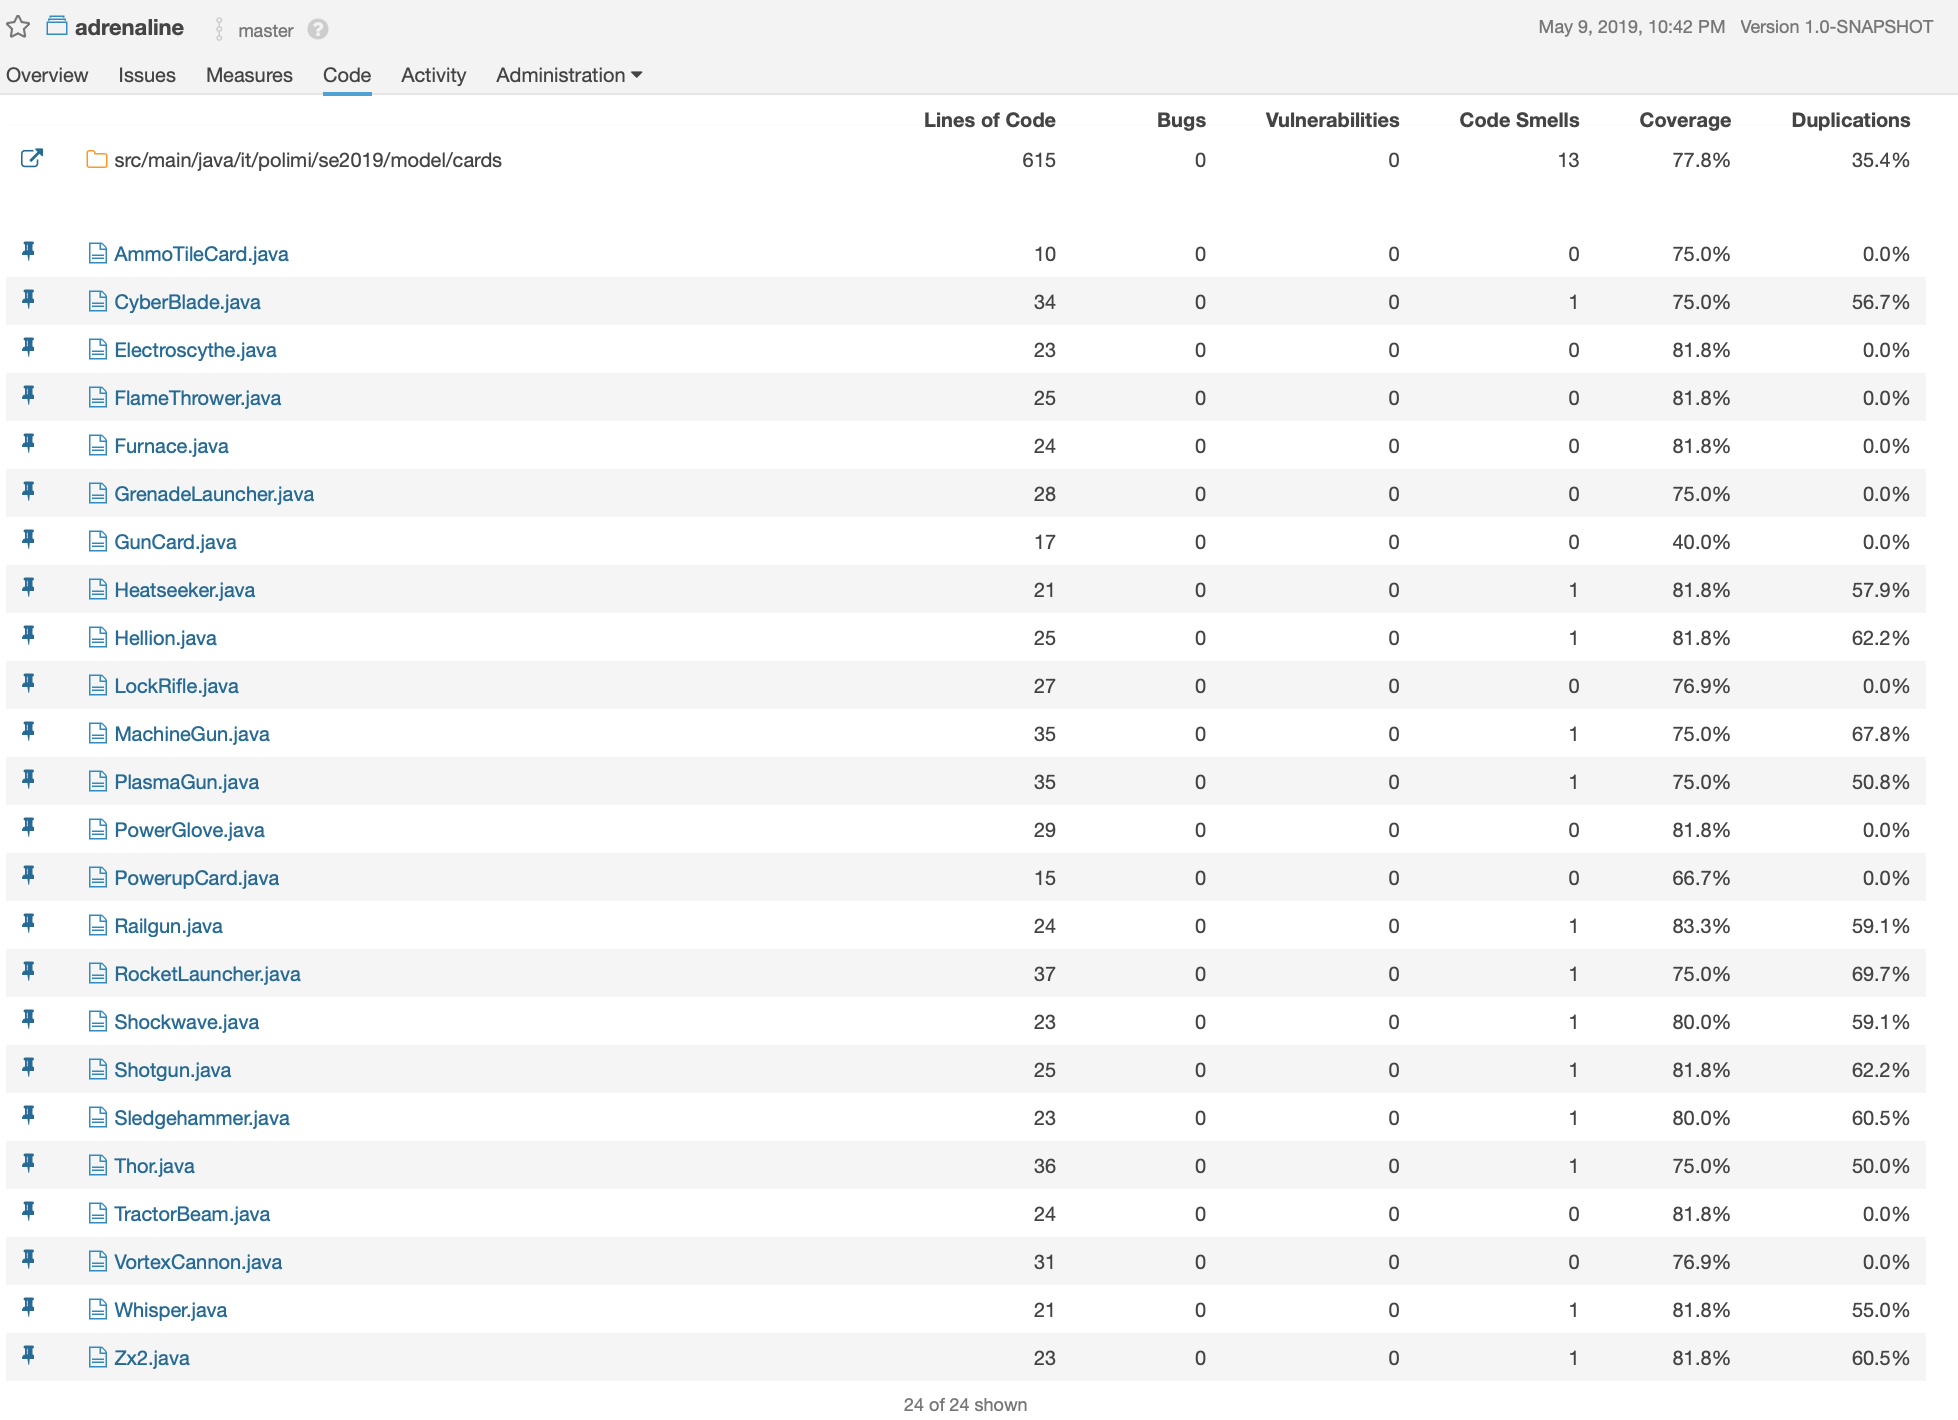 adrenaline master ? May 9, 2019, 10:42 PM Version 1.0-SNAPSHOT
Overview Issues Measures Code Activity Administration
Lines of Code Bugs Vulnerabilities Code Smells Coverage Duplications
src/main/java/it/polimi/se2019/model/cards 615 0 0 13 77.8% 35.4%
AmmoTileCard.java 10 0 0 0 75.0% 0.0%
CyberBlade.java 34 0 0 1 75.0% 56.7%
Electroscythe.java 23 0 0 0 81.8% 0.0%
FlameThrower.java 25 0 0 0 81.8% 0.0%
Furnace.java 24 0 0 0 81.8% 0.0%
GrenadeLauncher.java 28 0 0 0 75.0% 0.0%
GunCard.java 17 0 0 0 40.0% 0.0%
Heatseeker.java 21 0 0 1 81.8% 57.9%
Hellion.java 25 0 0 1 81.8% 62.2%
LockRifle.java 27 0 0 0 76.9% 0.0%
MachineGun.java 35 0 0 1 75.0% 67.8%
PlasmaGun.java 35 0 0 1 75.0% 50.8%
PowerGlove.java 29 0 0 0 81.8% 0.0%
PowerupCard.java 15 0 0 0 66.7% 0.0%
Railgun.java 24 0 0 1 83.3% 59.1%
RocketLauncher.java 37 0 0 1 75.0% 69.7%
Shockwave.java 23 0 0 1 80.0% 59.1%
Shotgun.java 25 0 0 1 81.8% 62.2%
Sledgehammer.java 23 0 0 1 80.0% 60.5%
Thor.java 36 0 0 1 75.0% 50.0%
TractorBeam.java 24 0 0 0 81.8% 0.0%
VortexCannon.java 31 0 0 0 76.9% 0.0%
Whisper.java 21 0 0 1 81.8% 55.0%
Zx2.java 23 0 0 1 81.8% 60.5%
24 of 24 shown